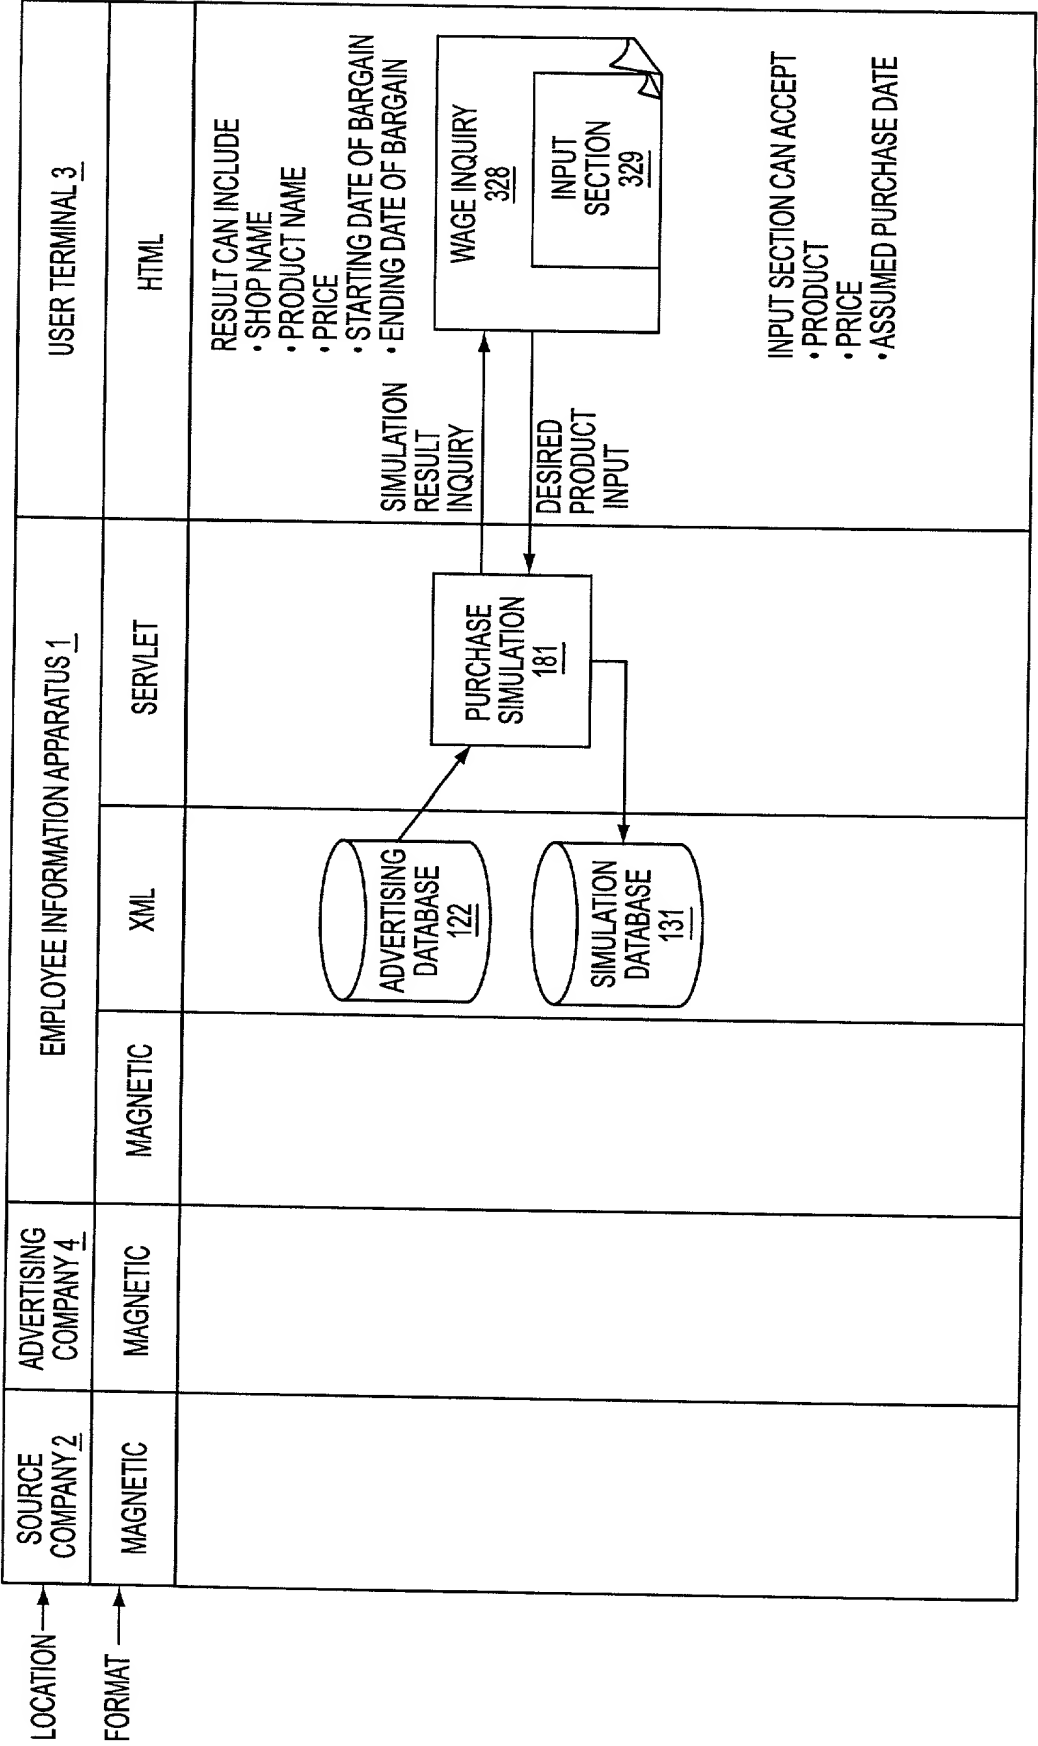 LOCATION
SOURCE
COMPANY 2
ADVERTISING
COMPANY 4
EMPLOYEE INFORMATION APPARATUS 1
USER TERMINAL 3
FORMAT
MAGNETIC
MAGNETIC
MAGNETIC
XML
SERVLET
HTML
RESULT CAN INCLUDE
• SHOP NAME
• PRODUCT NAME
• PRICE
• STARTING DATE OF BARGAIN
• ENDING DATE OF BARGAIN
ADVERTISING
DATABASE
122
PURCHASE
SIMULATION
181
SIMULATION
RESULT
INQUIRY
WAGE INQUIRY
328
INPUT
SECTION
329
DESIRED
PRODUCT
INPUT
SIMULATION
DATABASE
131
INPUT SECTION CAN ACCEPT
• PRODUCT
• PRICE
• ASSUMED PURCHASE DATE